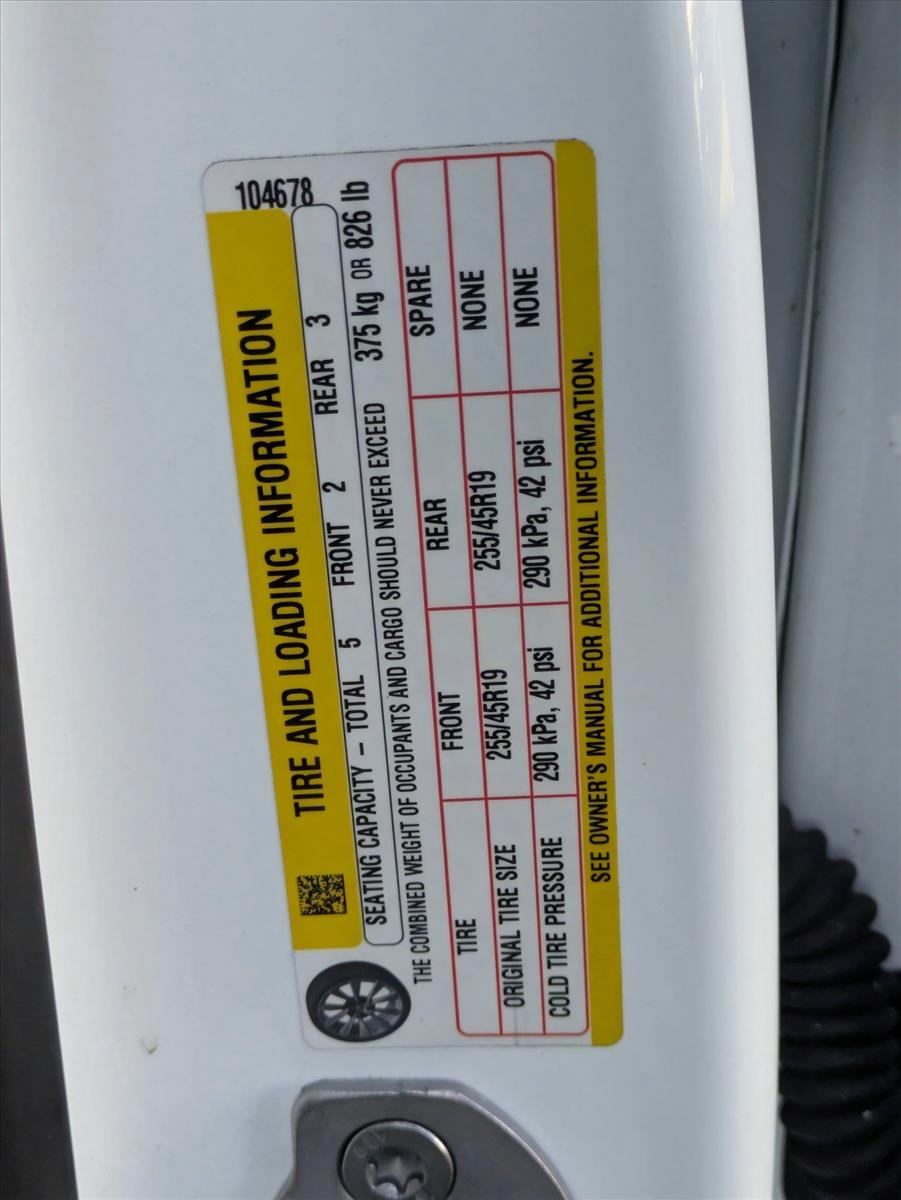 104678
TIRE AND LOADING INFORMATION
SEATING CAPACITY – TOTAL 5 FRONT 2 REAR 3
THE COMBINED WEIGHT OF OCCUPANTS AND CARGO SHOULD NEVER EXCEED 375 kg OR 826 lb
TIRE FRONT REAR SPARE
ORIGINAL TIRE SIZE 255/45R19 255/45R19 NONE
COLD TIRE PRESSURE 290 kPa, 42 psi 290 kPa, 42 psi NONE
SEE OWNER'S MANUAL FOR ADDITIONAL INFORMATION.